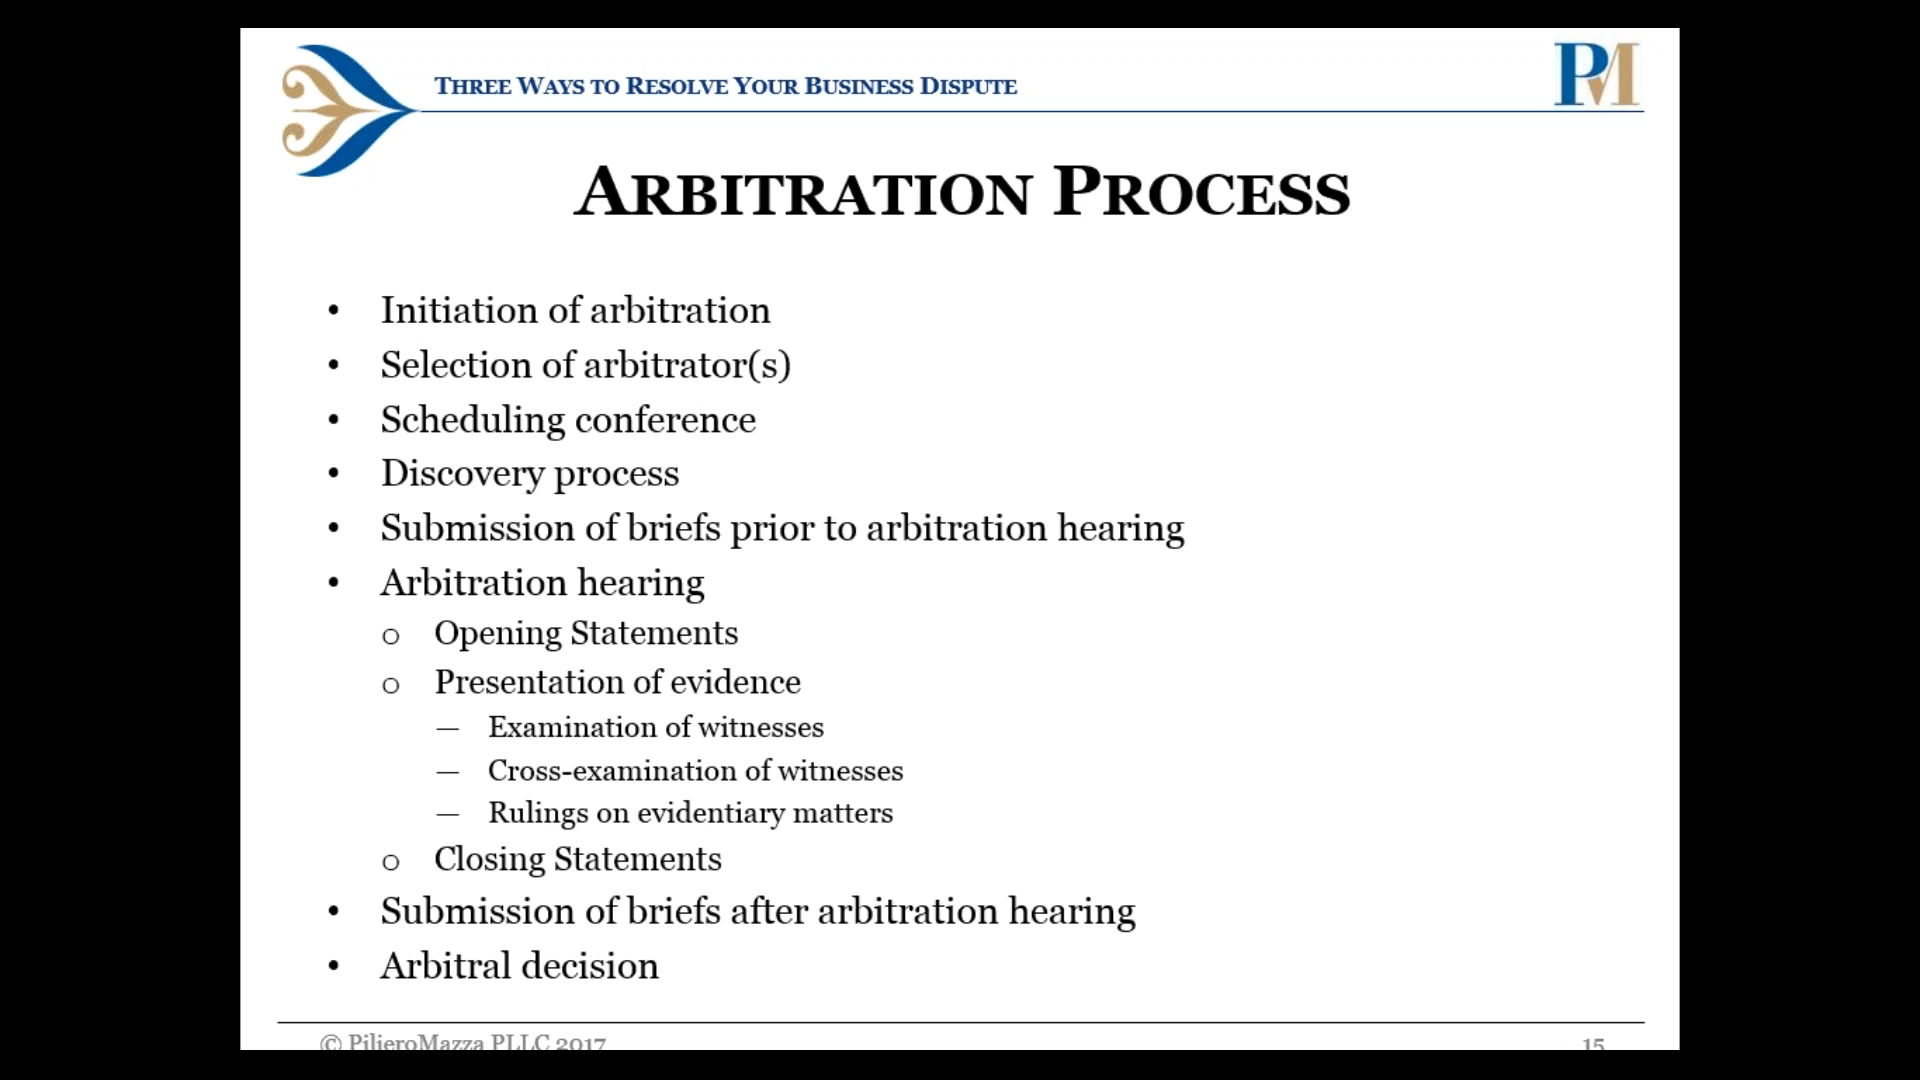 THREE WAYS TO RESOLVE YOUR BUSINESS DISPUTE
PM
ARBITRATION PROCESS
• Initiation of arbitration
• Selection of arbitrator(s)
• Scheduling conference
• Discovery process
• Submission of briefs prior to arbitration hearing
• Arbitration hearing
o Opening Statements
o Presentation of evidence
— Examination of witnesses
— Cross-examination of witnesses
— Rulings on evidentiary matters
o Closing Statements
• Submission of briefs after arbitration hearing
• Arbitral decision
© PilieroMazza PLLC 2017
15